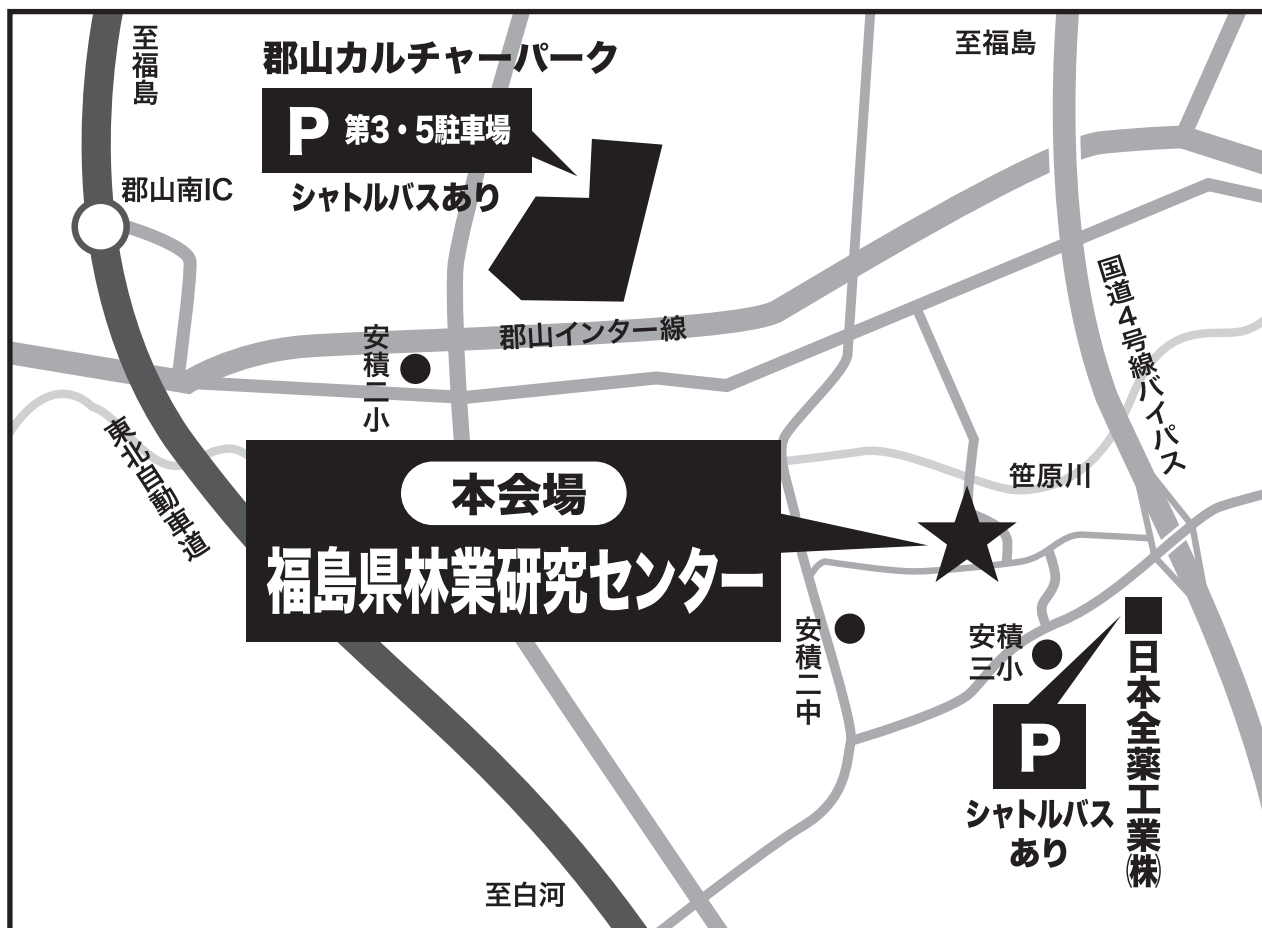 至福島
郡山カルチャーパーク
至福島
P 第3・5駐車場
シャトルバスあり
郡山南IC
国道4号線バイパス
郡山インター線
安積二小
東北自動車道
笹原川
本会場
福島県林業研究センター
安積二中
安積
三小
日本全薬工業㈱
P
シャトルバス
あり
至白河